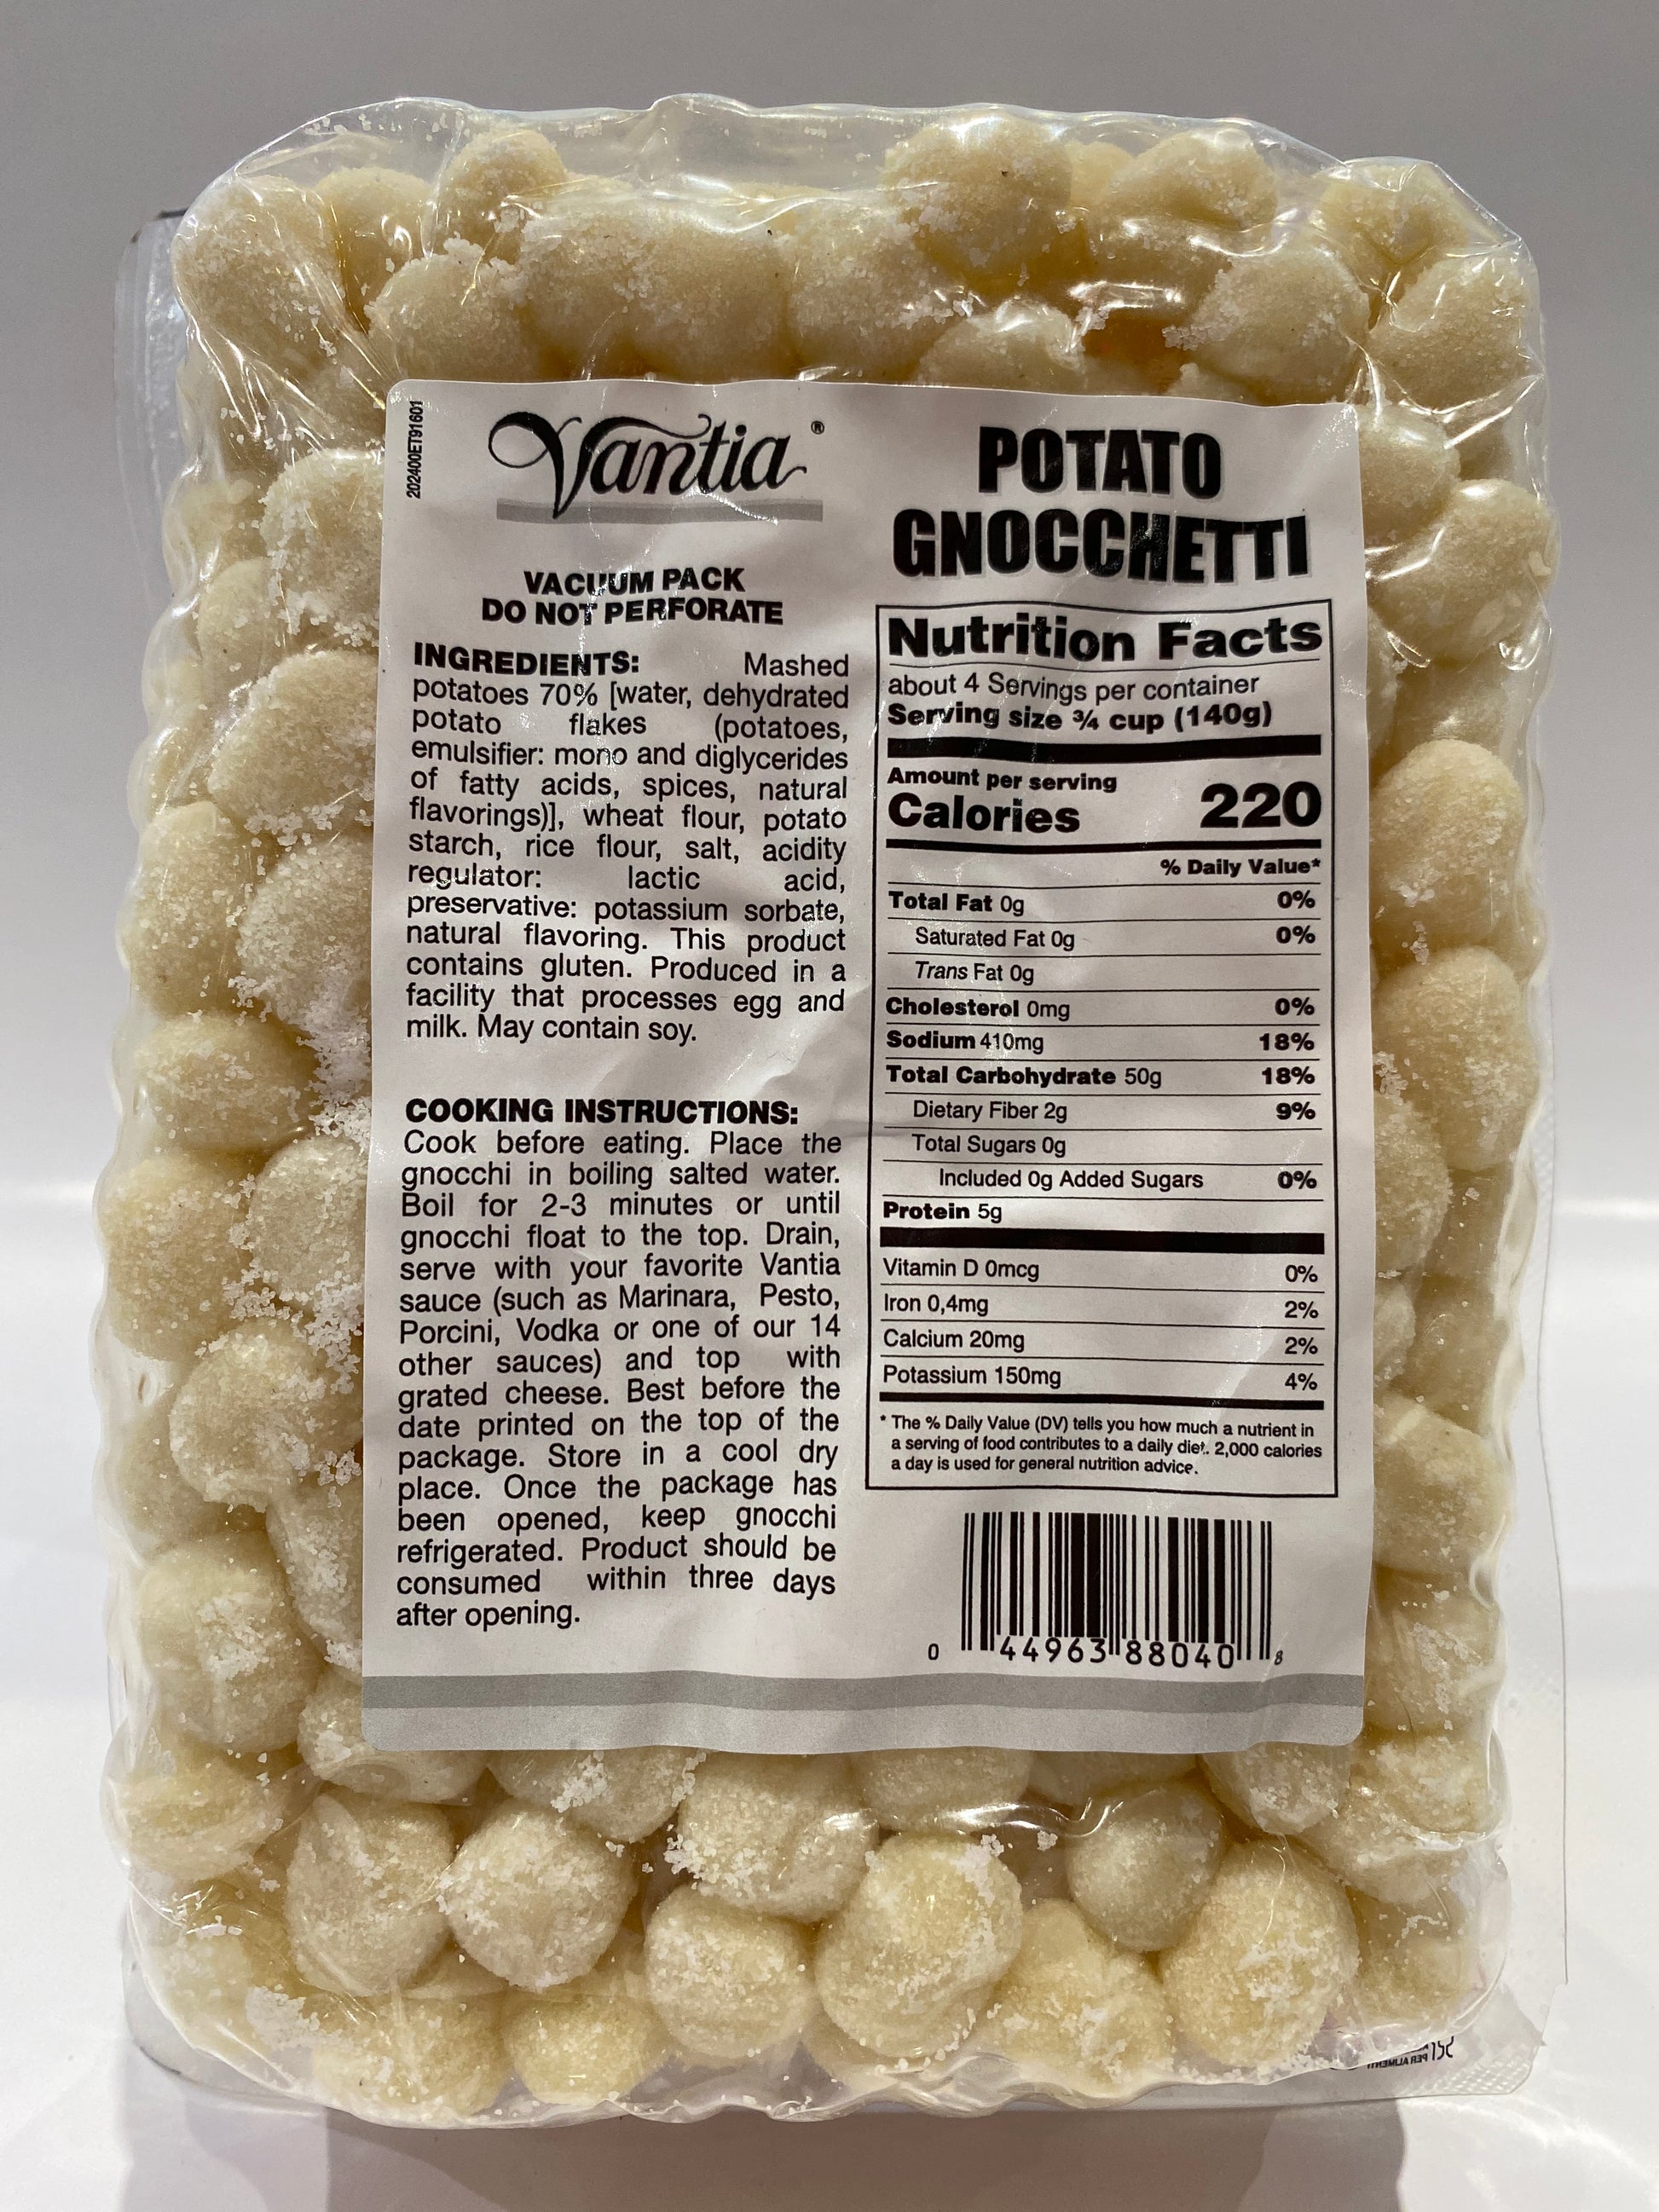 202400ET91601
Vantia®
VACUUM PACK
DO NOT PERFORATE
INGREDIENTS: Mashed
potatoes 70% [water, dehydrated
potato flakes (potatoes,
emulsifier: mono and diglycerides
of fatty acids, spices, natural
flavorings)], wheat flour, potato
starch, rice flour, salt, acidity
regulator: lactic acid,
preservative: potassium sorbate,
natural flavoring. This product
contains gluten. Produced in a
facility that processes egg and
milk. May contain soy.
COOKING INSTRUCTIONS:
Cook before eating. Place the
gnocchi in boiling salted water.
Boil for 2-3 minutes or until
gnocchi float to the top. Drain,
serve with your favorite Vantia
sauce (such as Marinara, Pesto,
Porcini, Vodka or one of our 14
other sauces) and top with
grated cheese. Best before the
date printed on the top of the
package. Store in a cool dry
place. Once the package has
been opened, keep gnocchi
refrigerated. Product should be
consumed within three days
after opening.
POTATO
GNOCCHETTI
Nutrition Facts
about 4 Servings per container
Serving size ¾ cup (140g)
Amount per serving
Calories 220
% Daily Value*
Total Fat 0g 0%
Saturated Fat 0g 0%
Trans Fat 0g
Cholesterol 0mg 0%
Sodium 410mg 18%
Total Carbohydrate 50g 18%
Dietary Fiber 2g 9%
Total Sugars 0g
Included 0g Added Sugars 0%
Protein 5g
Vitamin D 0mcg 0%
Iron 0,4mg 2%
Calcium 20mg 2%
Potassium 150mg 4%
* The % Daily Value (DV) tells you how much a nutrient in
a serving of food contributes to a daily diet. 2,000 calories
a day is used for general nutrition advice.
0 44963 88040 8
PER ALIMENTI